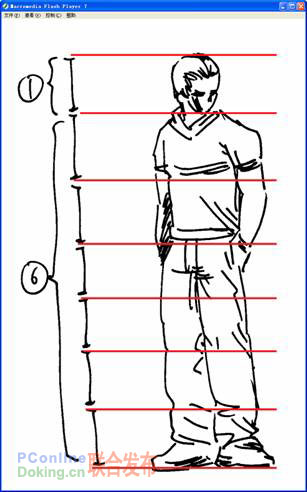 Macromedia Flash Player 7
文件(F) 查看(V) 控制(C) 帮助
1
6
PConline
Doking.cn 联合发布